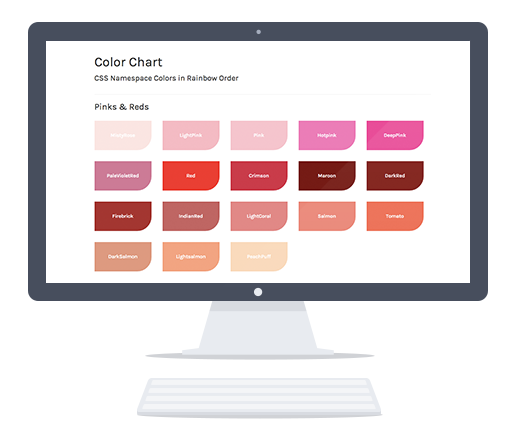 Color Chart
CSS Namespace Colors in Rainbow Order
Pinks & Reds
MistyRose LightPink Pink Hotpink DeepPink
PaleVioletRed Red Crimson Maroon DarkRed
Firebrick IndianRed LightCoral Salmon Tomato
DarkSalmon Lightsalmon PeachPuff